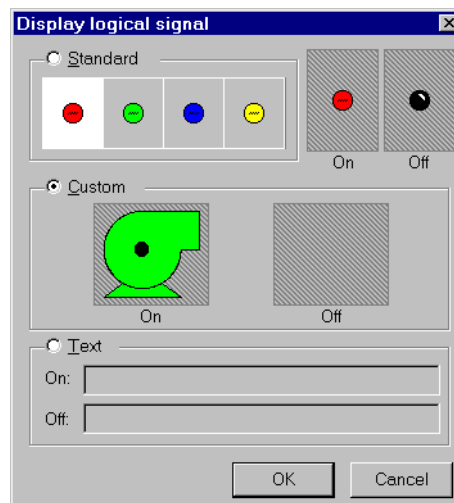 Display logical signal
Standard
On Off
Custom
On Off
Text
On:
Off:
OK Cancel